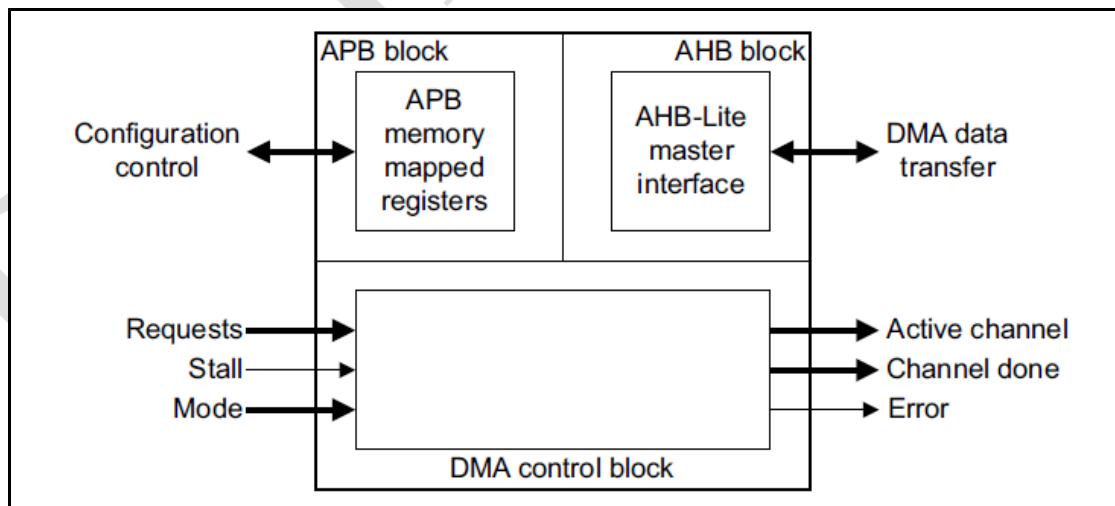 APB block
AHB block
APB
memory
mapped
registers
AHB-Lite
master
interface
Configuration
control
DMA data
transfer
Requests
Stall
Mode
Active channel
Channel done
Error
DMA control block